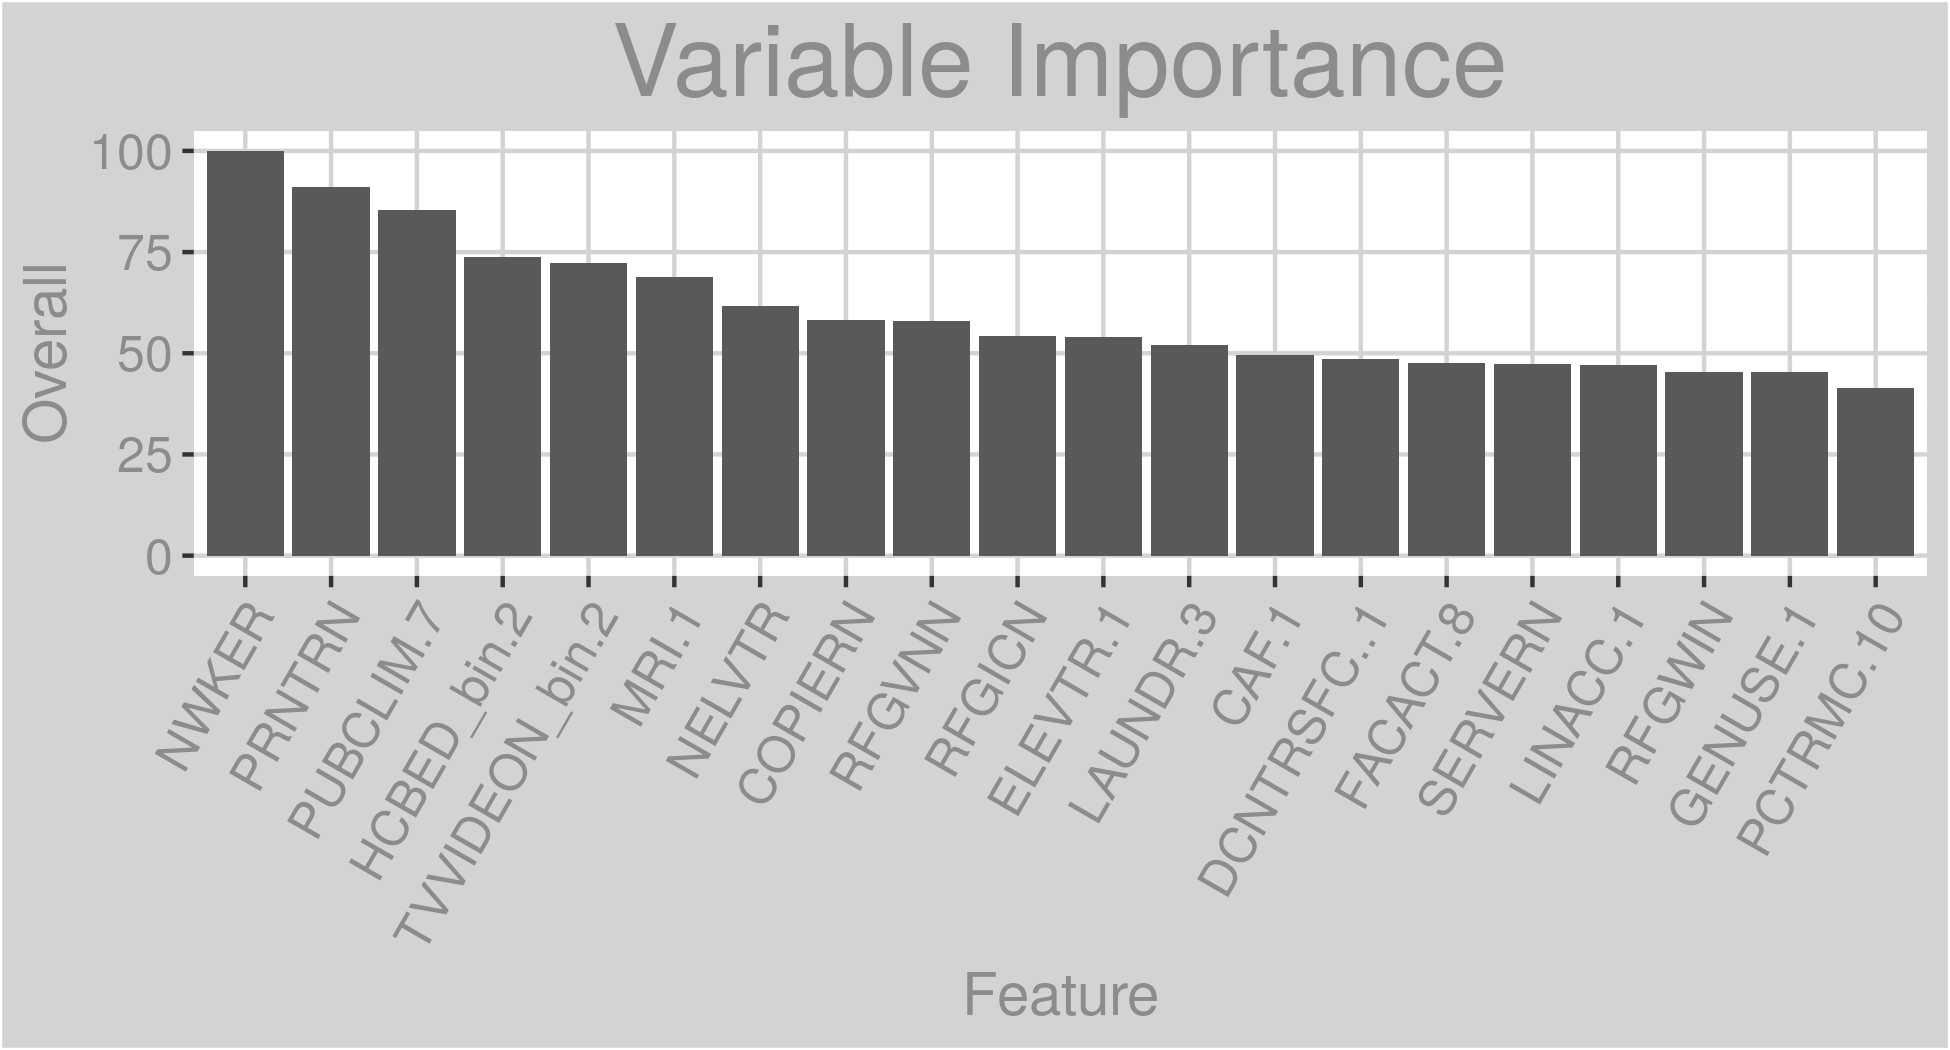 Variable Importance
Overall
100
75
50
25
0
NWKER
PRNTRN
PUBCLIM.7
HCBED_bin.2
TVVIDEON_bin.2
MRI.1
NELVTR
COPIERN
RFGVNN
RFGICN
ELEVTR.1
LAUNDR.3
CAF.1
DCNTRSFC..1
FACACT.8
SERVERN
LINACC.1
RFGWIN
GENUSE.1
PCTRMC.10
Feature